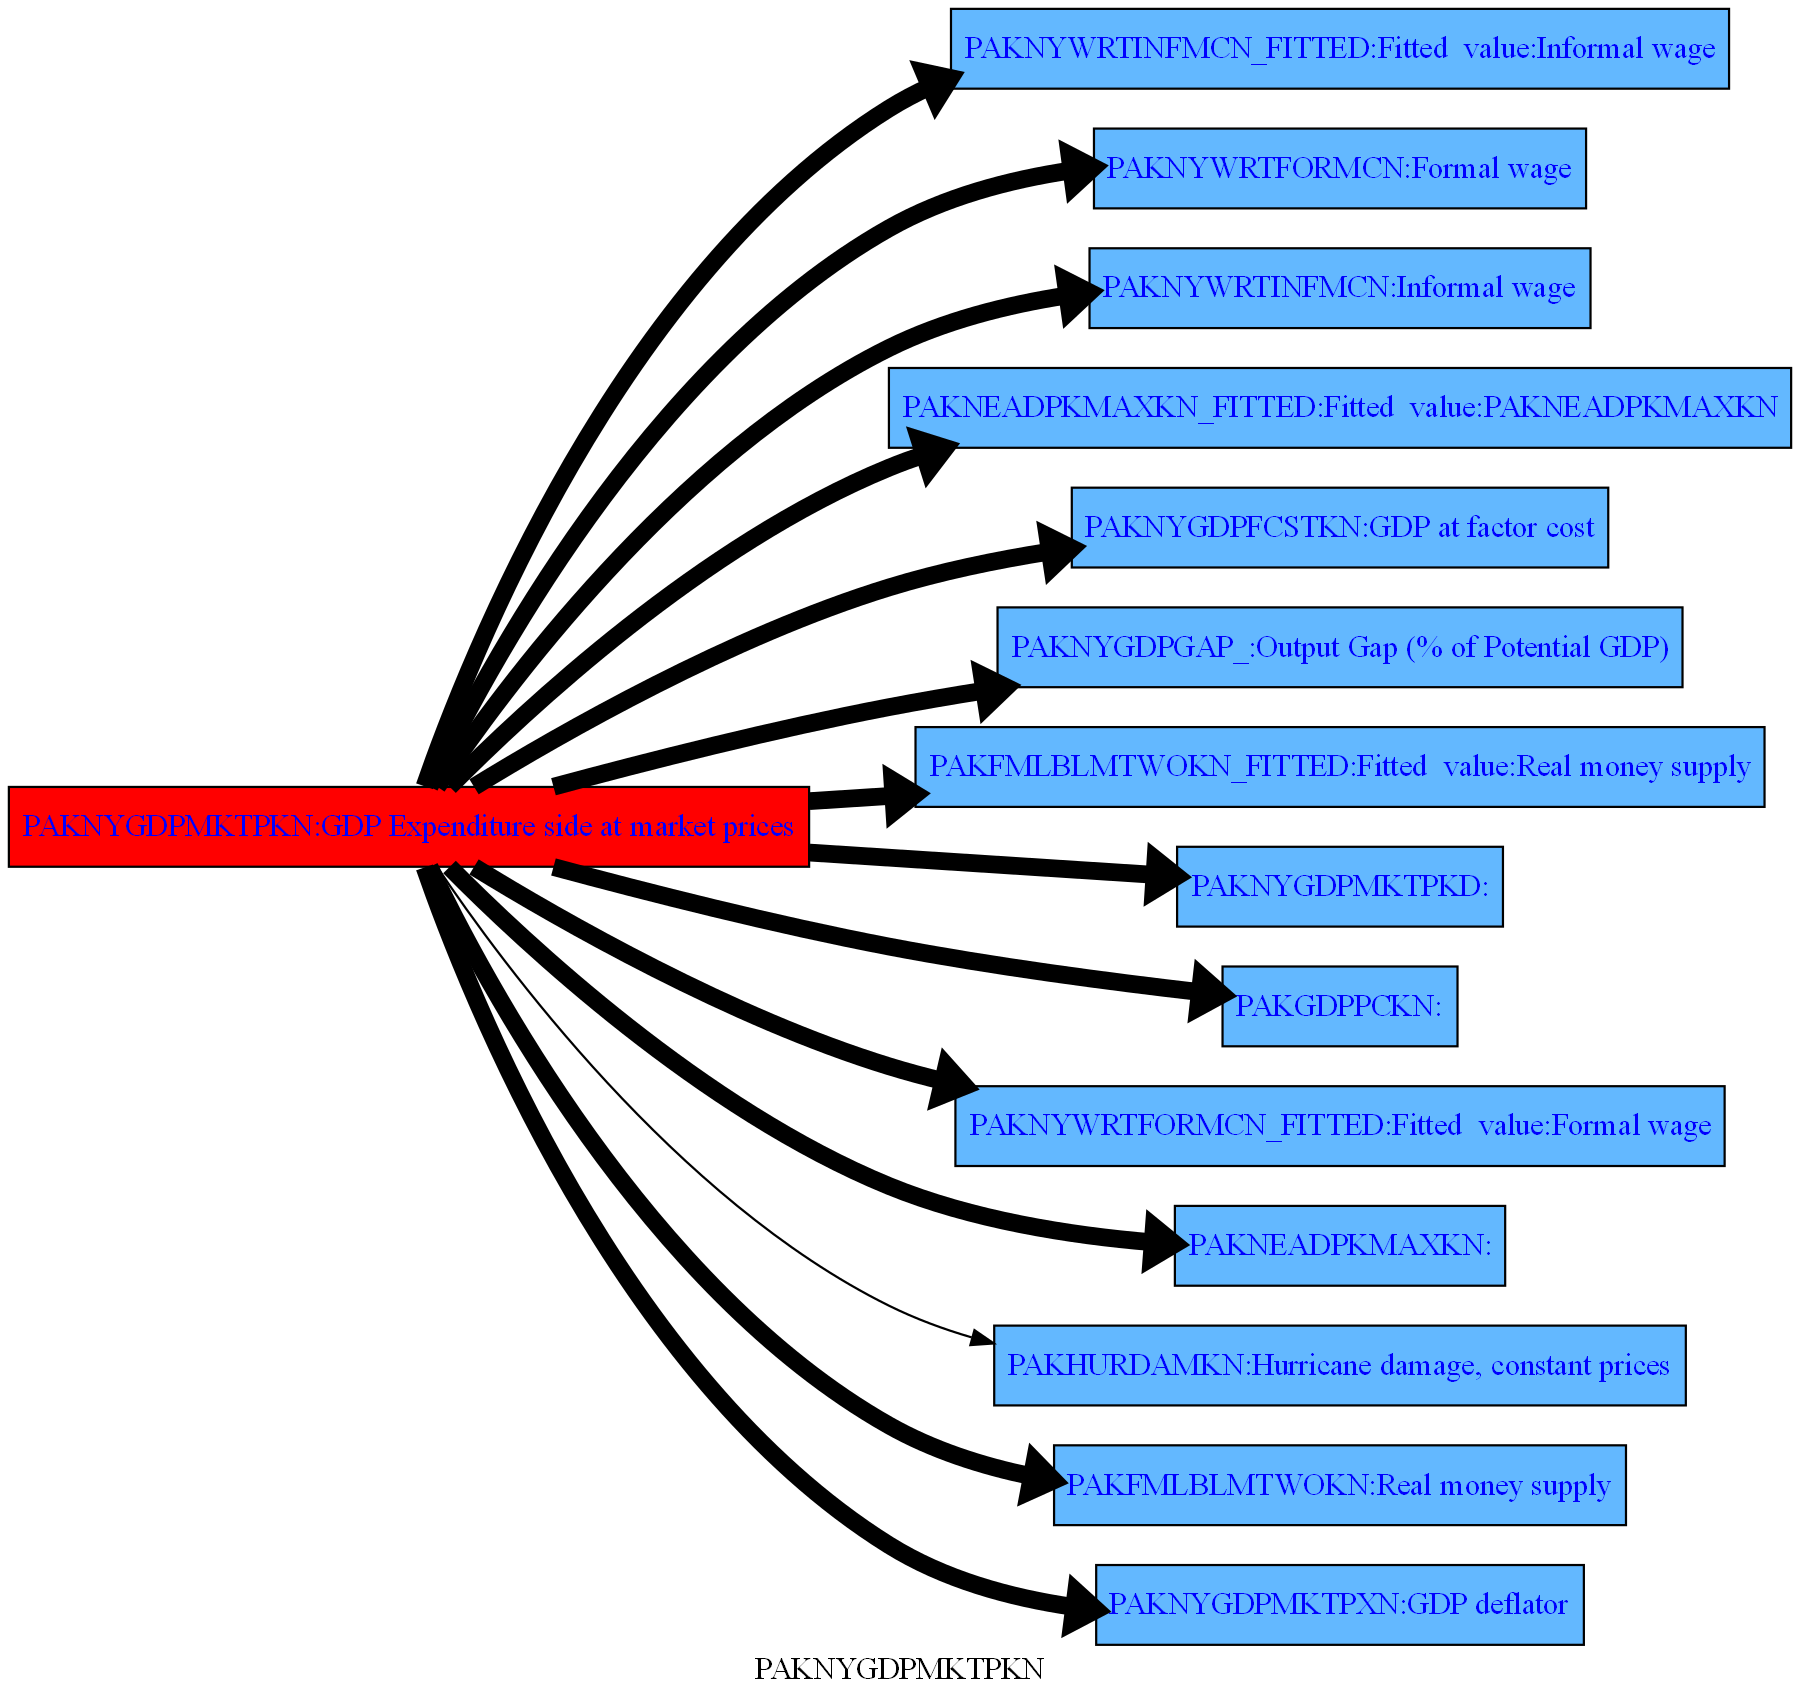 PAKNYWRTINFMCN_FITTED:Fitted  value:Informal wage
PAKNYWRTFORMCN:Formal wage
PAKNYWRTINFMCN:Informal wage
PAKNEADPKMAXKN_FITTED:Fitted  value:PAKNEADPKMAXKN
PAKNYGDPFCSTKN:GDP at factor cost
PAKNYGDPGAP_:Output Gap (% of Potential GDP)
PAKFMLBLMTWOKN_FITTED:Fitted  value:Real money supply
PAKNYGDPMKTPKN:GDP Expenditure side at market prices
PAKNYGDPMKTPKD:
PAKGDPPCKN:
PAKNYWRTFORMCN_FITTED:Fitted  value:Formal wage
PAKNEADPKMAXKN:
PAKHURDAMKN:Hurricane damage, constant prices
PAKFMLBLMTWOKN:Real money supply
PAKNYGDPMKTPXN:GDP deflator
PAKNYGDPMKTPKN